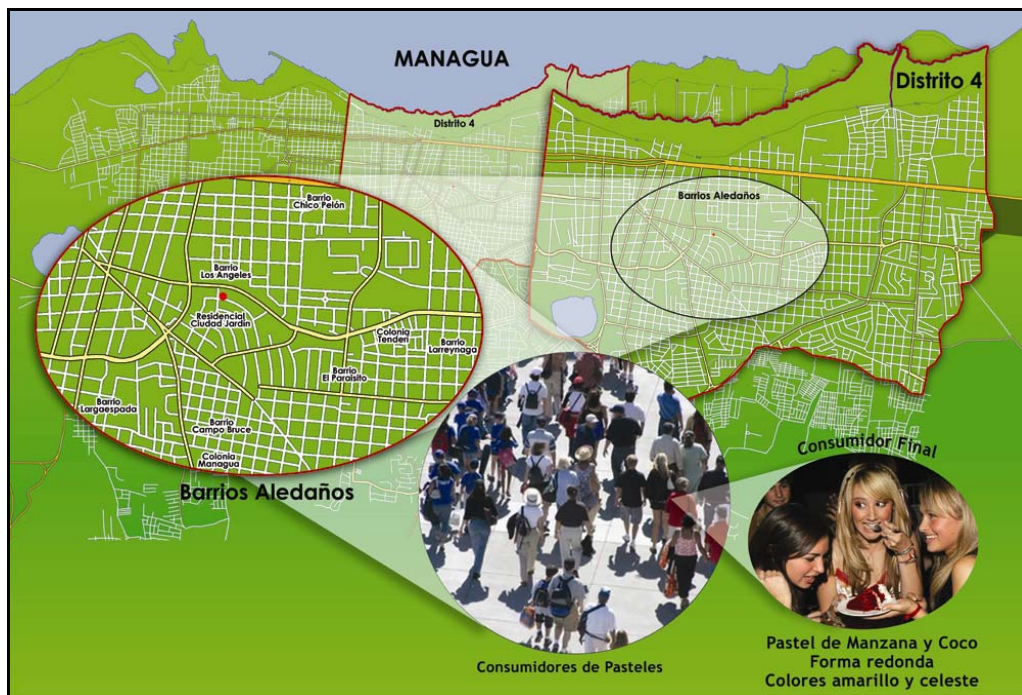 MANAGUA
Distrito 4
Distrito 4
Barrios Aledaños
Barrio
Chico Pelón
Barrio
Los Angeles
Residencial
Ciudad Jardín
Colonia
Tenderi
Barrio
Larreynaga
Barrio
El Paraisito
Barrio
Largaespada
Barrio
Campo Bruce
Colonia
Managua
Barrios Aledaños
Consumidor Final
Consumidores de Pasteles
Pastel de Manzana y Coco
Forma redonda
Colores amarillo y celeste